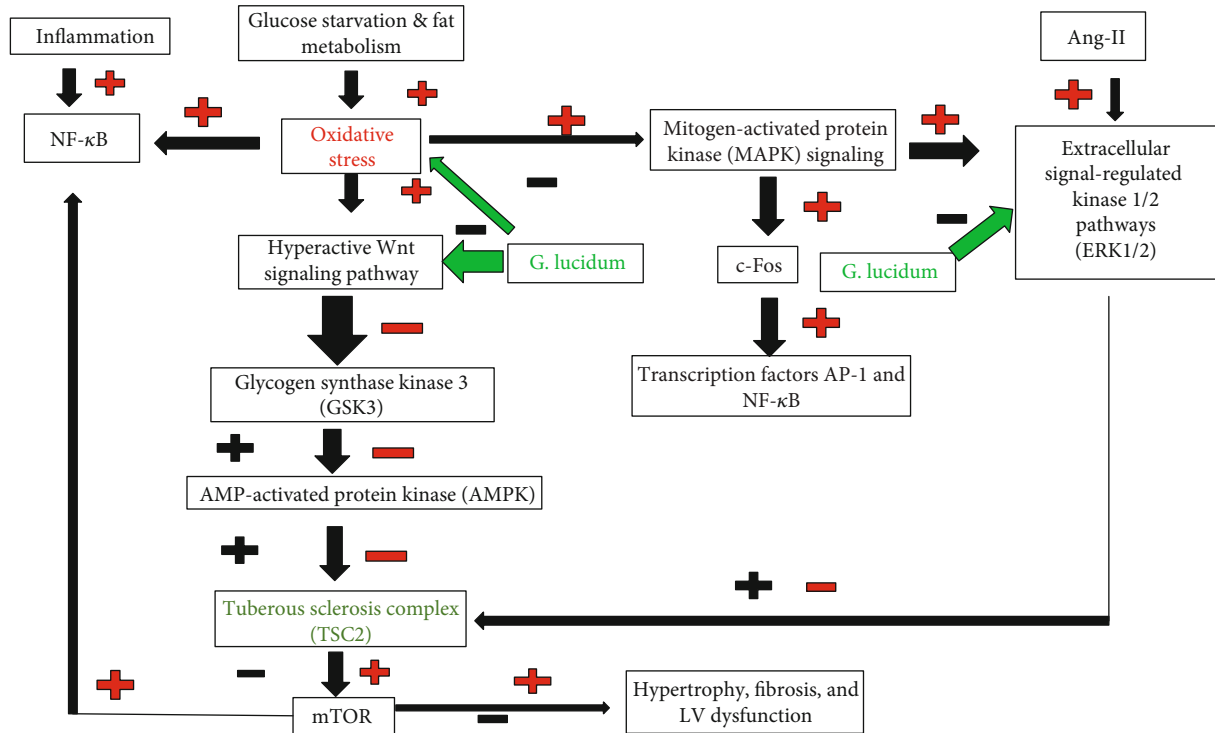 Inflammation
Glucose starvation & fat
metabolism
Ang-II
NF-κB
Oxidative
stress
Mitogen-activated protein
kinase (MAPK) signaling
Extracellular
signal-regulated
kinase 1/2
pathways
(ERK1/2)
Hyperactive Wnt
signaling pathway
G. lucidum
c-Fos
G. lucidum
Glycogen synthase kinase 3
(GSK3)
Transcription factors AP-1 and
NF-κB
AMP-activated protein kinase (AMPK)
Tuberous sclerosis complex
(TSC2)
mTOR
Hypertrophy, fibrosis, and
LV dysfunction